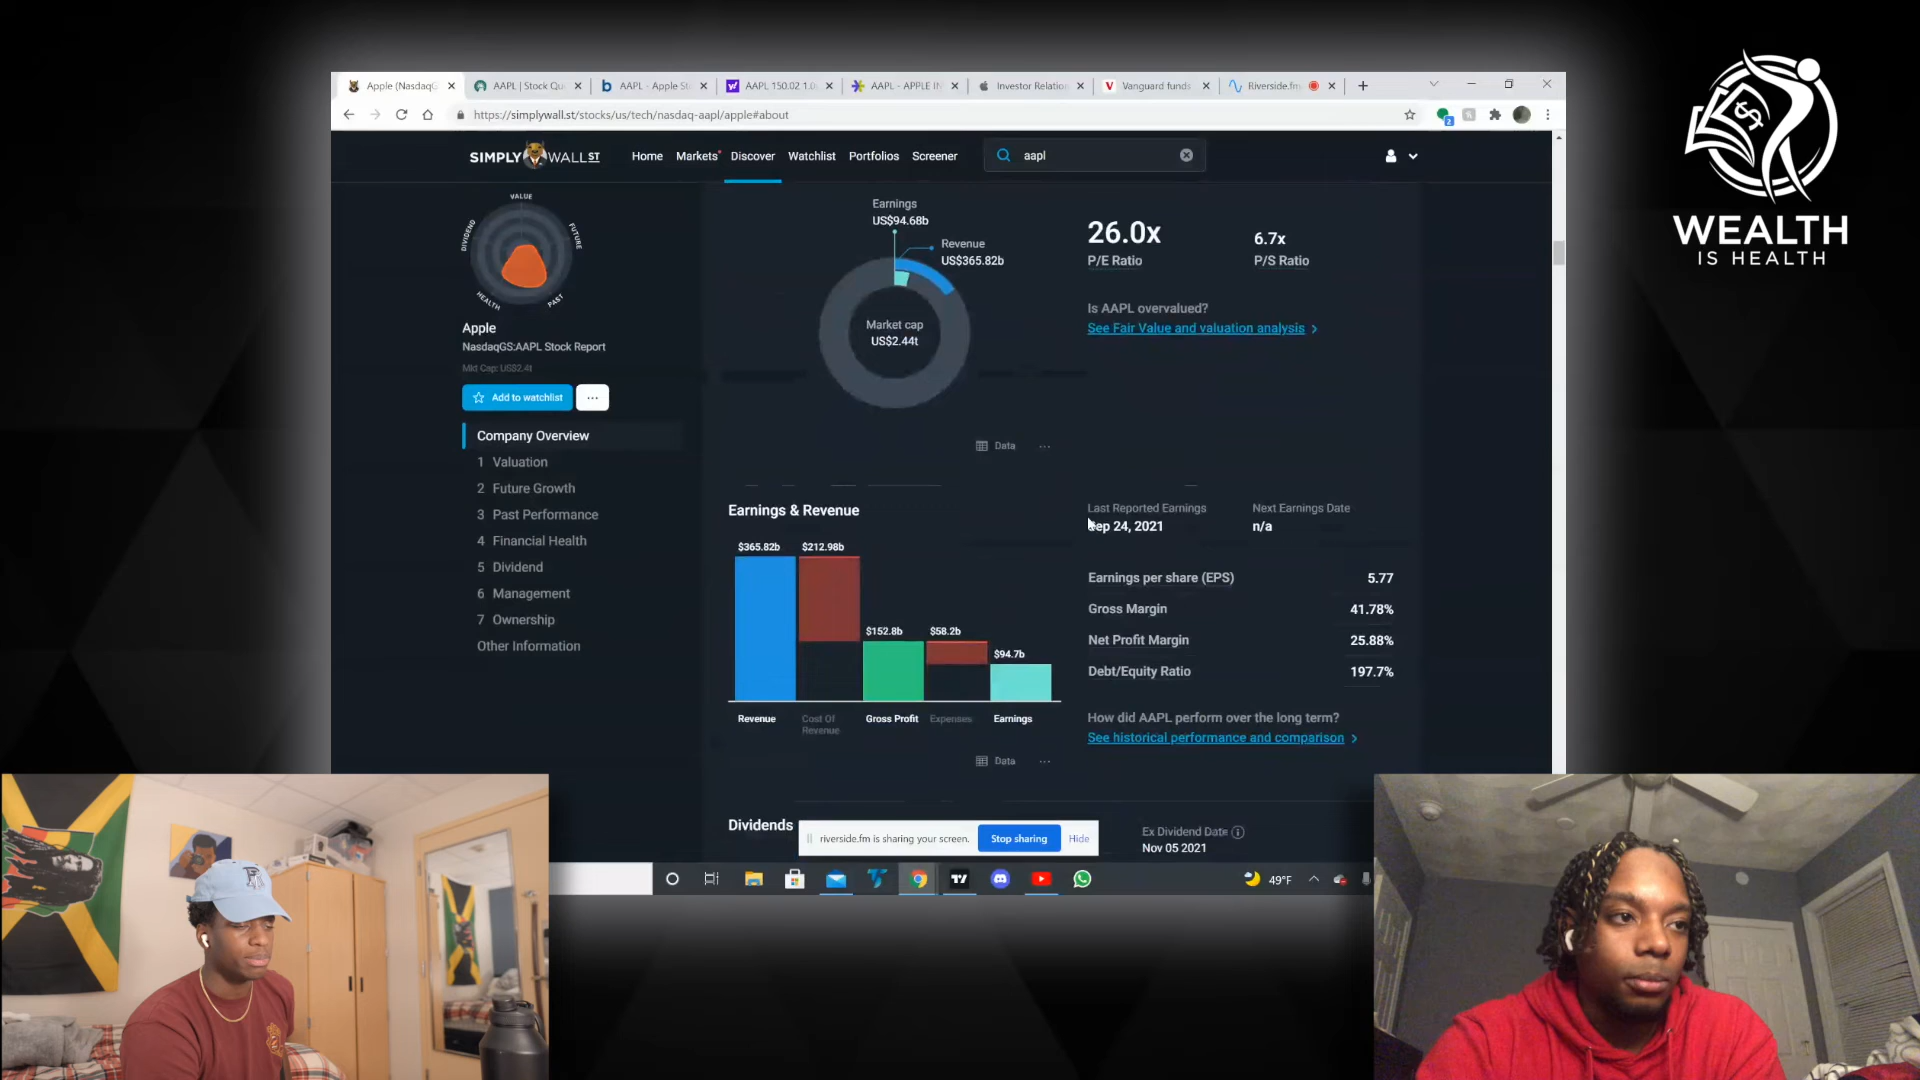 Apple (NasdaqG
AAPL | Stock Qu
AAPL - Apple St
AAPL 150.02 1.0
AAPL - APPLE IN
Investor Relation
Vanguard funds
Riverside.fm
https://simplywall.st/stocks/us/tech/nasdaq-aapl/apple#about
2
SIMPLY WALL ST
Home
Markets
Discover
Watchlist
Portfolios
Screener
aapl
WEALTH
IS HEALTH
VALUE
FUTURE
PAST
HEALTH
DIVIDEND
Apple
NasdaqGS:AAPL Stock Report
Mkt Cap: US$2.4t
Add to watchlist
...
Company Overview
1 Valuation
2 Future Growth
3 Past Performance
4 Financial Health
5 Dividend
6 Management
7 Ownership
Other Information
Earnings
US$94.68b
Revenue
US$365.82b
Market cap
US$2.44t
Data
26.0x
P/E Ratio
6.7x
P/S Ratio
Is AAPL overvalued?
See Fair Value and valuation analysis
Earnings & Revenue
$365.82b
$212.98b
$152.8b
$58.2b
$94.7b
Revenue
Cost Of
Revenue
Gross Profit
Expenses
Earnings
Data
Last Reported Earnings
Sep 24, 2021
Next Earnings Date
n/a
Earnings per share (EPS) 5.77
Gross Margin 41.78%
Net Profit Margin 25.88%
Debt/Equity Ratio 197.7%
How did AAPL perform over the long term?
See historical performance and comparison
Dividends
riverside.fm is sharing your screen.
Stop sharing
Hide
Ex Dividend Date
Nov 05 2021
49°F